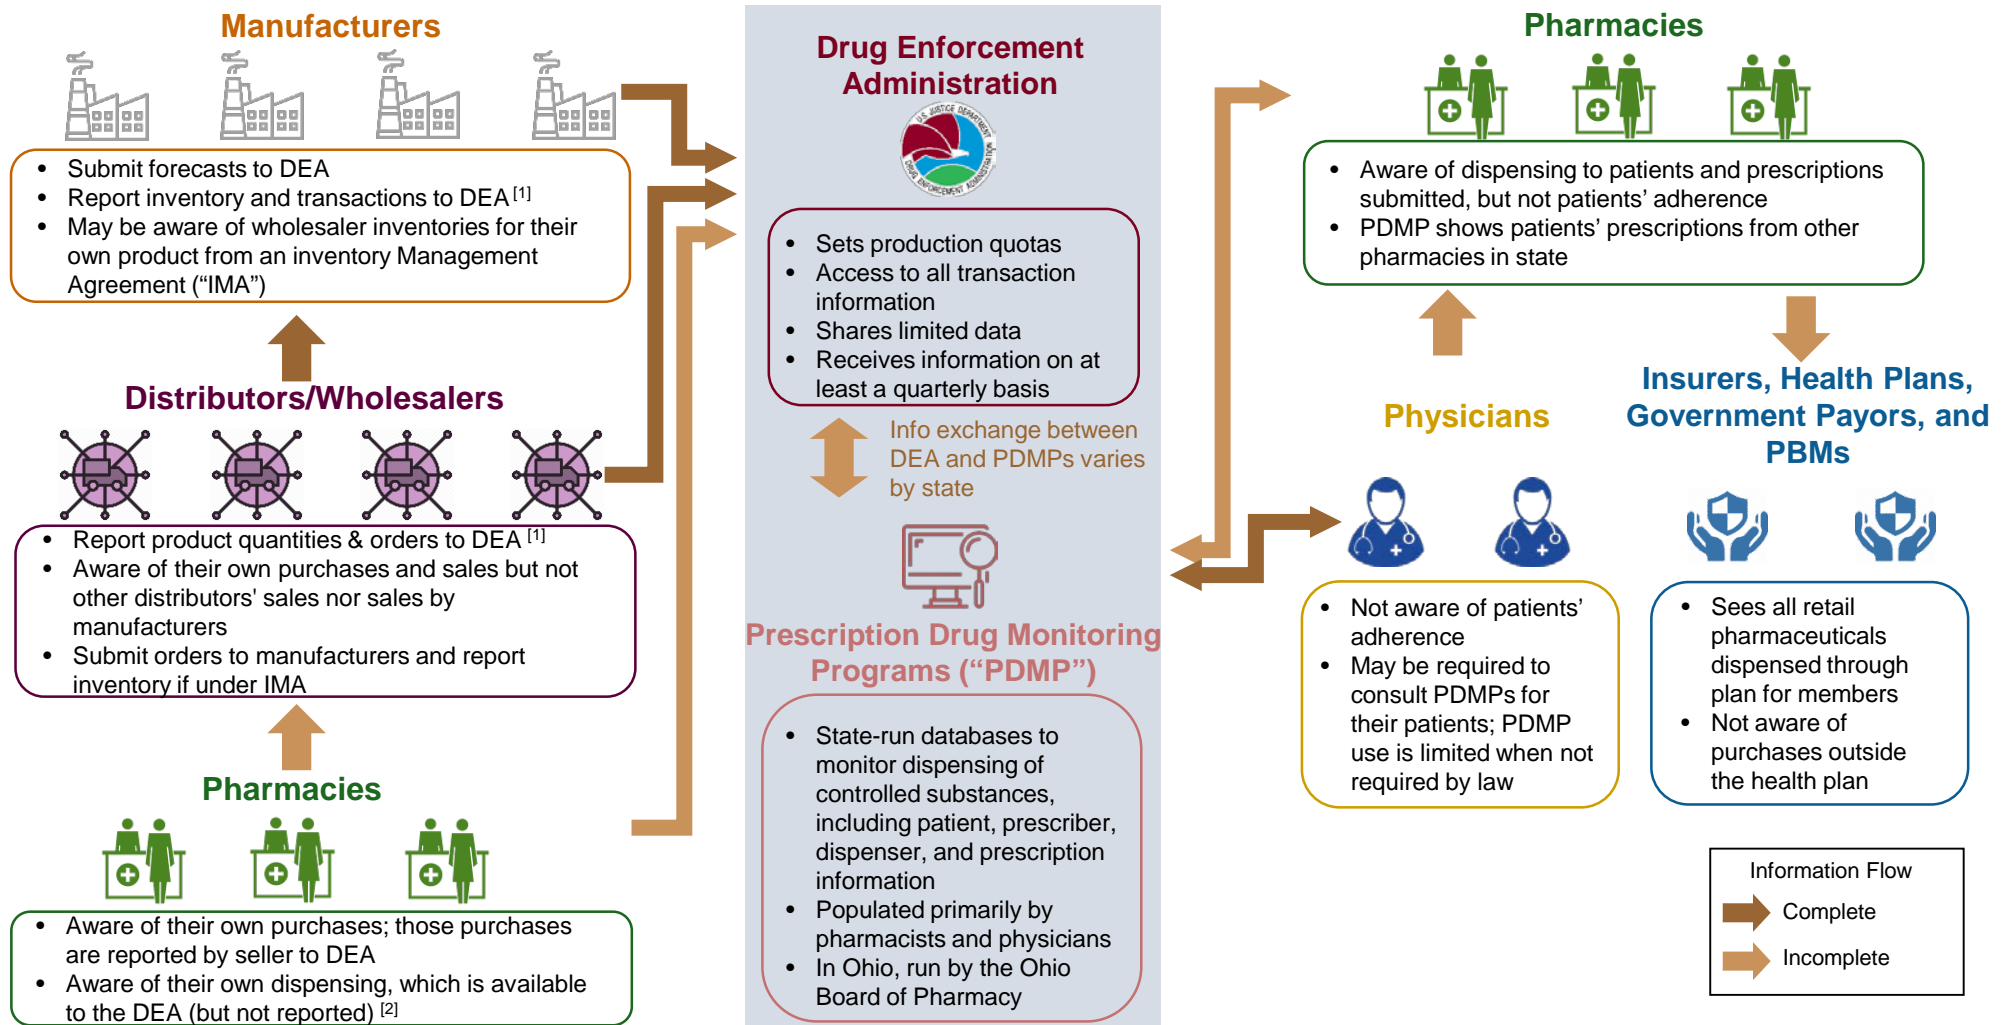 Manufacturers
• Submit forecasts to DEA
• Report inventory and transactions to DEA [1]
• May be aware of wholesaler inventories for their
own product from an inventory Management
Agreement (“IMA”)
Distributors/Wholesalers
• Report product quantities & orders to DEA [1]
• Aware of their own purchases and sales but not
other distributors' sales nor sales by
manufacturers
• Submit orders to manufacturers and report
inventory if under IMA
Pharmacies
• Aware of their own purchases; those purchases
are reported by seller to DEA
• Aware of their own dispensing, which is available
to the DEA (but not reported) [2]
Drug Enforcement
Administration
U.S. JUSTICE DEPARTMENT
DRUG ENFORCEMENT ADMINISTRATION
• Sets production quotas
• Access to all transaction
information
• Shares limited data
• Receives information on at
least a quarterly basis
Info exchange between
DEA and PDMPs varies
by state
Prescription Drug Monitoring
Programs (“PDMP”)
• State-run databases to
monitor dispensing of
controlled substances,
including patient, prescriber,
dispenser, and prescription
information
• Populated primarily by
pharmacists and physicians
• In Ohio, run by the Ohio
Board of Pharmacy
Pharmacies
• Aware of dispensing to patients and prescriptions
submitted, but not patients’ adherence
• PDMP shows patients’ prescriptions from other
pharmacies in state
Physicians
• Not aware of patients’
adherence
• May be required to
consult PDMPs for
their patients; PDMP
use is limited when not
required by law
Insurers, Health Plans,
Government Payors, and
PBMs
• Sees all retail
pharmaceuticals
dispensed through
plan for members
• Not aware of
purchases outside
the health plan
Information Flow
Complete
Incomplete